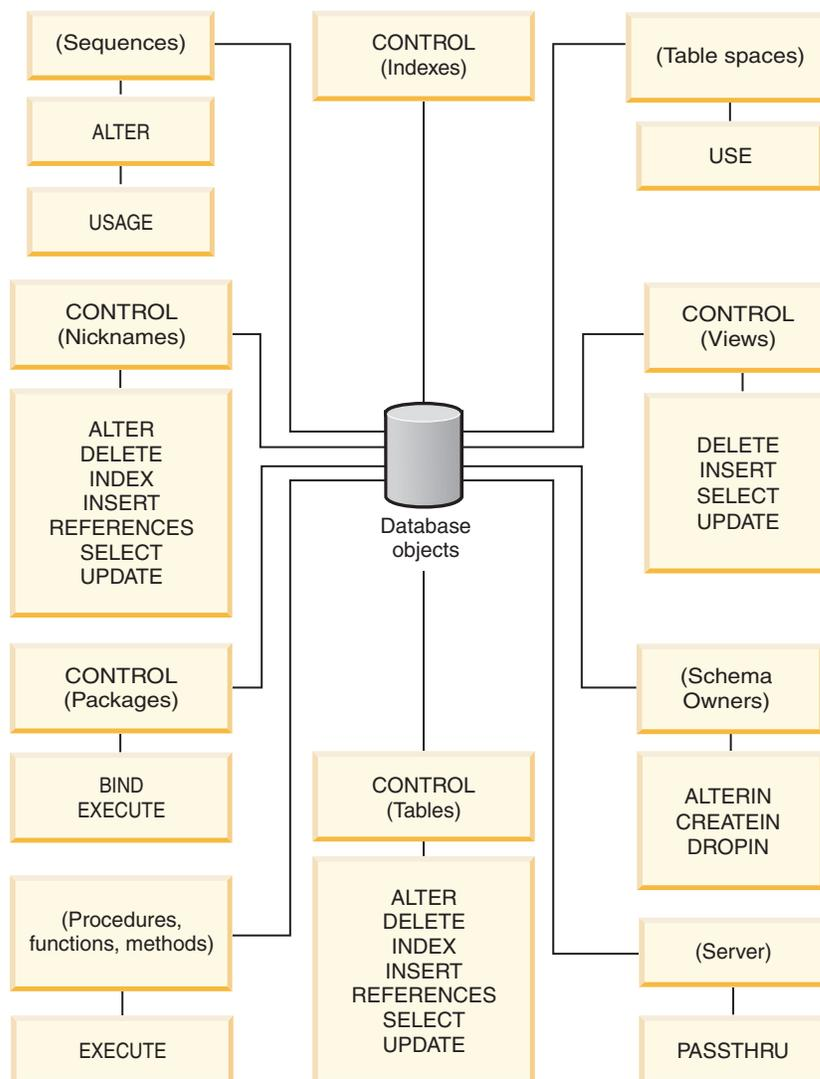 (Sequences)
ALTER
USAGE
CONTROL
(Indexes)
(Table spaces)
USE
CONTROL
(Nicknames)
ALTER
DELETE
INDEX
INSERT
REFERENCES
SELECT
UPDATE
CONTROL
(Views)
DELETE
INSERT
SELECT
UPDATE
Database
objects
CONTROL
(Packages)
BIND
EXECUTE
CONTROL
(Tables)
ALTER
DELETE
INDEX
INSERT
REFERENCES
SELECT
UPDATE
(Schema
Owners)
ALTERIN
CREATEIN
DROPIN
(Procedures,
functions, methods)
EXECUTE
(Server)
PASSTHRU